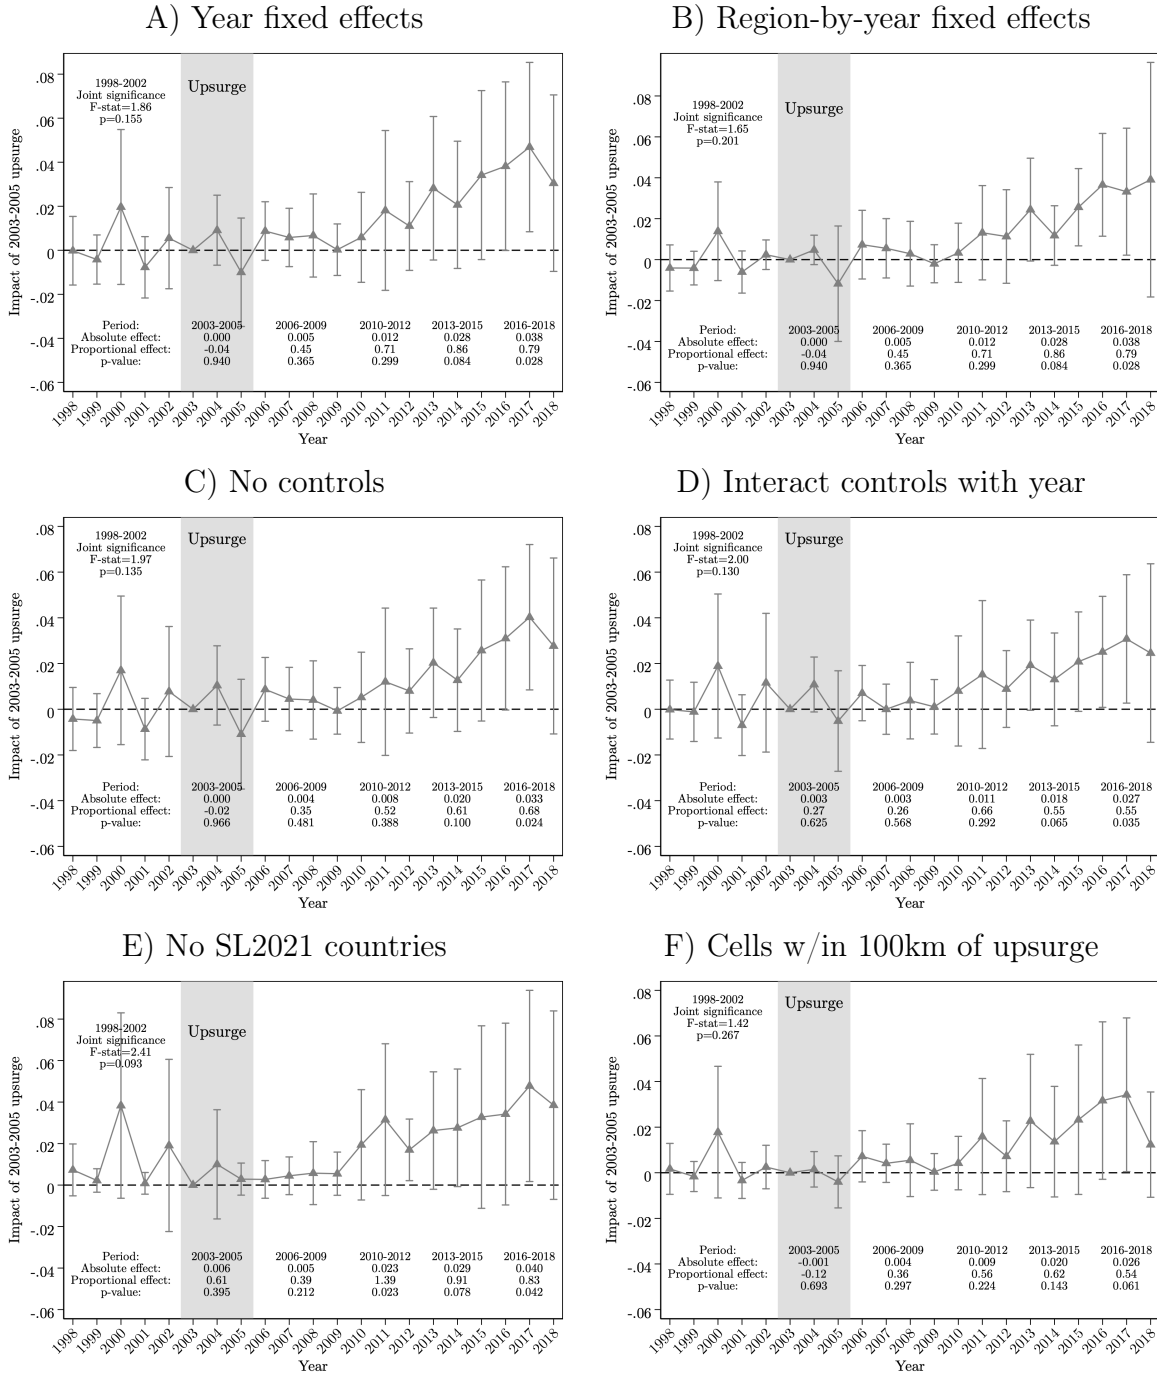 A) Year fixed effects
Impact of 2003-2005 upsurge
.08
.06
.04
.02
0
-.02
-.04
-.06
1998-2002
Joint significance
F-stat=1.86
p=0.155
Upsurge
Period: 2003-2005 2006-2009 2010-2012 2013-2015 2016-2018
Absolute effect: 0.000 0.005 0.012 0.028 0.038
Proportional effect: -0.04 0.45 0.71 0.86 0.79
p-value: 0.940 0.365 0.299 0.084 0.028
1998 1999 2000 2001 2002 2003 2004 2005 2006 2007 2008 2009 2010 2011 2012 2013 2014 2015 2016 2017 2018
Year
B) Region-by-year fixed effects
Impact of 2003-2005 upsurge
.08
.06
.04
.02
0
-.02
-.04
-.06
1998-2002
Joint significance
F-stat=1.65
p=0.201
Upsurge
Period: 2003-2005 2006-2009 2010-2012 2013-2015 2016-2018
Absolute effect: 0.000 0.005 0.012 0.028 0.038
Proportional effect: -0.04 0.45 0.71 0.86 0.79
p-value: 0.940 0.365 0.299 0.084 0.028
1998 1999 2000 2001 2002 2003 2004 2005 2006 2007 2008 2009 2010 2011 2012 2013 2014 2015 2016 2017 2018
Year
C) No controls
Impact of 2003-2005 upsurge
.08
.06
.04
.02
0
-.02
-.04
-.06
1998-2002
Joint significance
F-stat=1.97
p=0.135
Upsurge
Period: 2003-2005 2006-2009 2010-2012 2013-2015 2016-2018
Absolute effect: 0.000 0.004 0.008 0.020 0.033
Proportional effect: -0.02 0.35 0.52 0.61 0.68
p-value: 0.966 0.481 0.388 0.100 0.024
1998 1999 2000 2001 2002 2003 2004 2005 2006 2007 2008 2009 2010 2011 2012 2013 2014 2015 2016 2017 2018
Year
D) Interact controls with year
Impact of 2003-2005 upsurge
.08
.06
.04
.02
0
-.02
-.04
-.06
1998-2002
Joint significance
F-stat=2.00
p=0.130
Upsurge
Period: 2003-2005 2006-2009 2010-2012 2013-2015 2016-2018
Absolute effect: 0.003 0.003 0.011 0.018 0.027
Proportional effect: 0.27 0.26 0.66 0.55 0.55
p-value: 0.625 0.568 0.292 0.065 0.035
1998 1999 2000 2001 2002 2003 2004 2005 2006 2007 2008 2009 2010 2011 2012 2013 2014 2015 2016 2017 2018
Year
E) No SL2021 countries
Impact of 2003-2005 upsurge
.08
.06
.04
.02
0
-.02
-.04
-.06
1998-2002
Joint significance
F-stat=2.41
p=0.093
Upsurge
Period: 2003-2005 2006-2009 2010-2012 2013-2015 2016-2018
Absolute effect: 0.006 0.005 0.023 0.029 0.040
Proportional effect: 0.61 0.39 1.39 0.91 0.83
p-value: 0.395 0.212 0.023 0.078 0.042
1998 1999 2000 2001 2002 2003 2004 2005 2006 2007 2008 2009 2010 2011 2012 2013 2014 2015 2016 2017 2018
Year
F) Cells w/in 100km of upsurge
Impact of 2003-2005 upsurge
.08
.06
.04
.02
0
-.02
-.04
-.06
1998-2002
Joint significance
F-stat=1.42
p=0.267
Upsurge
Period: 2003-2005 2006-2009 2010-2012 2013-2015 2016-2018
Absolute effect: -0.001 0.004 0.009 0.020 0.026
Proportional effect: -0.12 0.36 0.56 0.62 0.54
p-value: 0.693 0.297 0.224 0.143 0.061
1998 1999 2000 2001 2002 2003 2004 2005 2006 2007 2008 2009 2010 2011 2012 2013 2014 2015 2016 2017 2018
Year